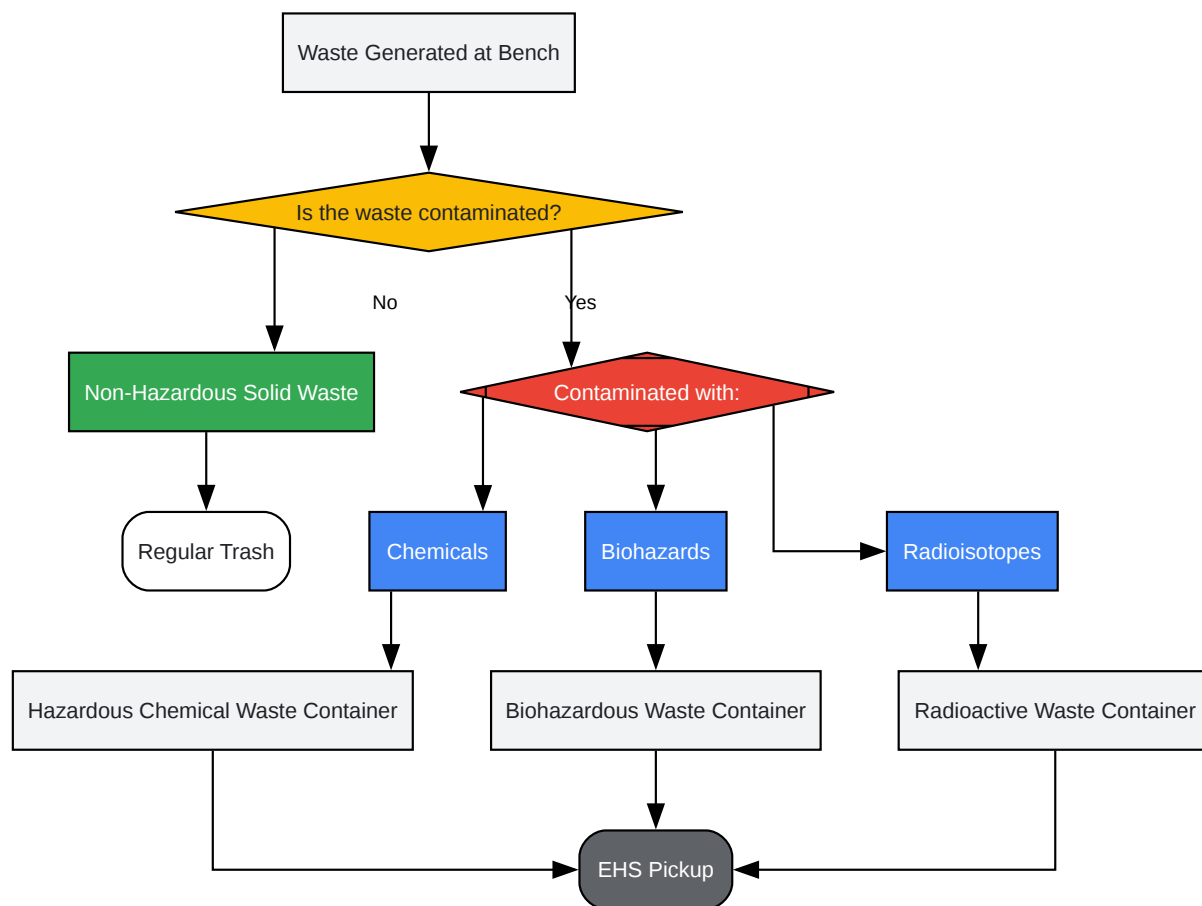 Waste Generated at Bench
Is the waste contaminated?
No
Yes
Non-Hazardous Solid Waste
Contaminated with:
Regular Trash
Chemicals
Biohazards
Radioisotopes
Hazardous Chemical Waste Container
Biohazardous Waste Container
Radioactive Waste Container
EHS Pickup